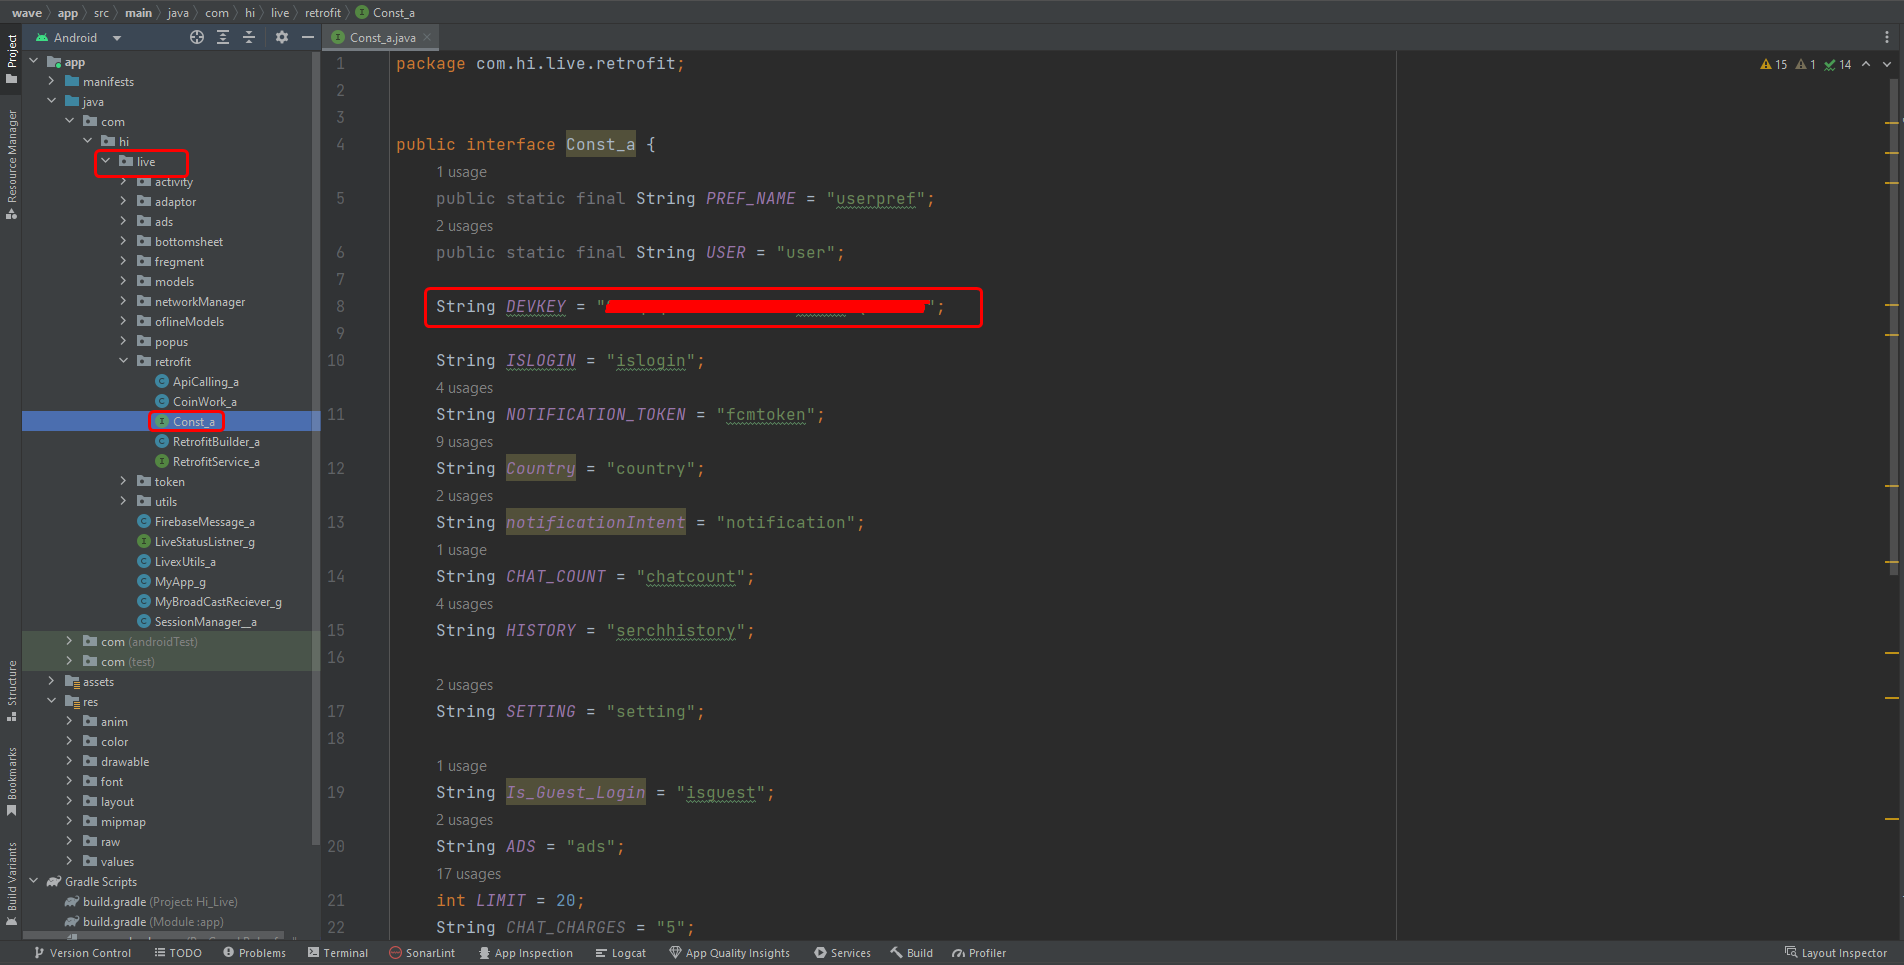 wave app src main java com hi live retrofit Const_a
Android
Const_a.java
Project
Resource Manager
Structure
Bookmarks
Build Variants
app
manifests
java
com
hi
live
activity
adaptor
ads
bottomsheet
fregment
models
networkManager
oflineModels
popus
retrofit
ApiCalling_a
CoinWork_a
Const_a
RetrofitBuilder_a
RetrofitService_a
token
utils
FirebaseMessage_a
LiveStatusListner_g
LivexUtils_a
MyApp_g
MyBroadCastReciever_g
SessionManager__a
com (androidTest)
com (test)
assets
res
anim
color
drawable
font
layout
mipmap
raw
values
Gradle Scripts
build.gradle (Project: Hi_Live)
build.gradle (Module :app)
15 1 14
1 package com.hi.live.retrofit;
2
3
4 public interface Const_a {
1 usage
5 public static final String PREF_NAME = "userpref";
2 usages
6 public static final String USER = "user";
7
8 String DEVKEY = "";
9
10 String ISLOGIN = "islogin";
4 usages
11 String NOTIFICATION_TOKEN = "fcmtoken";
9 usages
12 String Country = "country";
2 usages
13 String notificationIntent = "notification";
1 usage
14 String CHAT_COUNT = "chatcount";
4 usages
15 String HISTORY = "serchhistory";
16
2 usages
17 String SETTING = "setting";
18
1 usage
19 String Is_Guest_Login = "isguest";
2 usages
20 String ADS = "ads";
17 usages
21 int LIMIT = 20;
22 String CHAT_CHARGES = "5";
Version Control TODO Problems Terminal SonarLint App Inspection Logcat App Quality Insights Services Build Profiler Layout Inspector